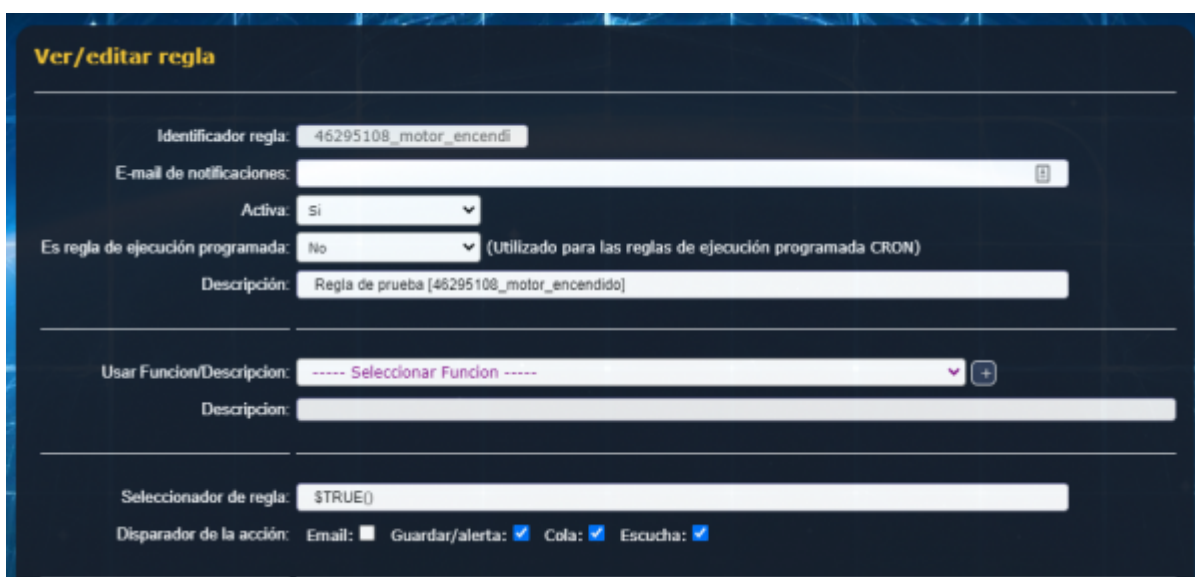 Ver/editar regla
Identificador regla: 46295108_motor_encendi
E-mail de notificaciones:
Activa: Si
Es regla de ejecución programada: No (Utilizado para las reglas de ejecución programada CRON)
Descripción: Regla de prueba [46295108_motor_encendido]
Usar Funcion/Descripcion: ----- Seleccionar Funcion ----- +
Descripcion:
Seleccionador de regla: $TRUE()
Disparador de la acción: Email: Guardar/alerta: Cola: Escucha: